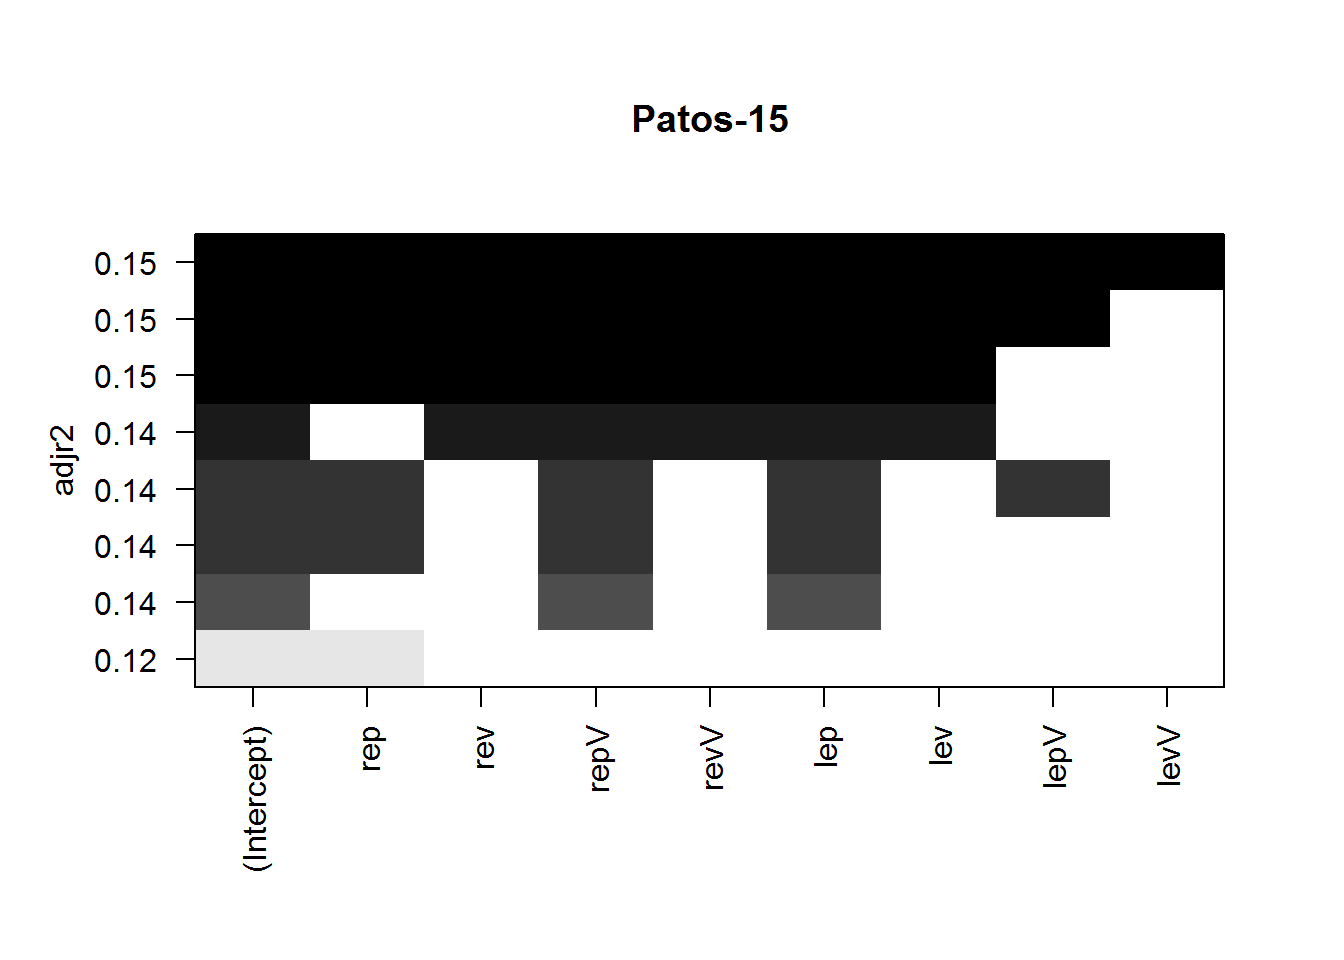 Patos-15
adjr2
0.15
0.15
0.15
0.14
0.14
0.14
0.14
0.12
(Intercept)
rep
rev
repV
revV
lep
lev
lepV
levV